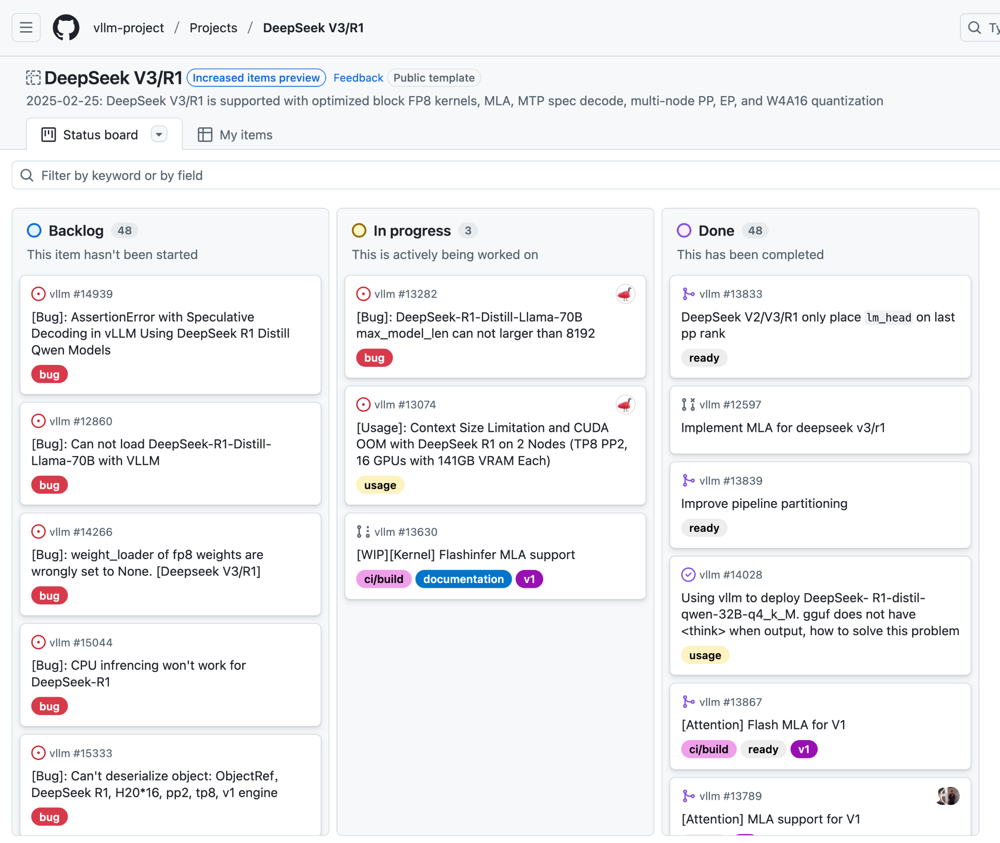 vllm-project / Projects / DeepSeek V3/R1
Ty
DeepSeek V3/R1 Increased items preview Feedback Public template
2025-02-25: DeepSeek V3/R1 is supported with optimized block FP8 kernels, MLA, MTP spec decode, multi-node PP, EP, and W4A16 quantization
Status board My items
Filter by keyword or by field
Backlog 48
This item hasn't been started
vllm #14939
[Bug]: AssertionError with Speculative
Decoding in vLLM Using DeepSeek R1 Distill
Qwen Models
bug
vllm #12860
[Bug]: Can not load DeepSeek-R1-Distill-
Llama-70B with VLLM
bug
vllm #14266
[Bug]: weight_loader of fp8 weights are
wrongly set to None. [Deepseek V3/R1]
bug
vllm #15044
[Bug]: CPU infrencing won't work for
DeepSeek-R1
bug
vllm #15333
[Bug]: Can't deserialize object: ObjectRef,
DeepSeek R1, H20*16, pp2, tp8, v1 engine
bug
In progress 3
This is actively being worked on
vllm #13282
[Bug]: DeepSeek-R1-Distill-Llama-70B
max_model_len can not larger than 8192
bug
vllm #13074
[Usage]: Context Size Limitation and CUDA
OOM with DeepSeek R1 on 2 Nodes (TP8 PP2,
16 GPUs with 141GB VRAM Each)
usage
vllm #13630
[WIP][Kernel] Flashinfer MLA support
ci/build documentation v1
Done 48
This has been completed
vllm #13833
DeepSeek V2/V3/R1 only place lm_head on last
pp rank
ready
vllm #12597
Implement MLA for deepseek v3/r1
vllm #13839
Improve pipeline partitioning
ready
vllm #14028
Using vllm to deploy DeepSeek- R1-distil-
qwen-32B-q4_k_M. gguf does not have
<think> when output, how to solve this problem
usage
vllm #13867
[Attention] Flash MLA for V1
ci/build ready v1
vllm #13789
[Attention] MLA support for V1